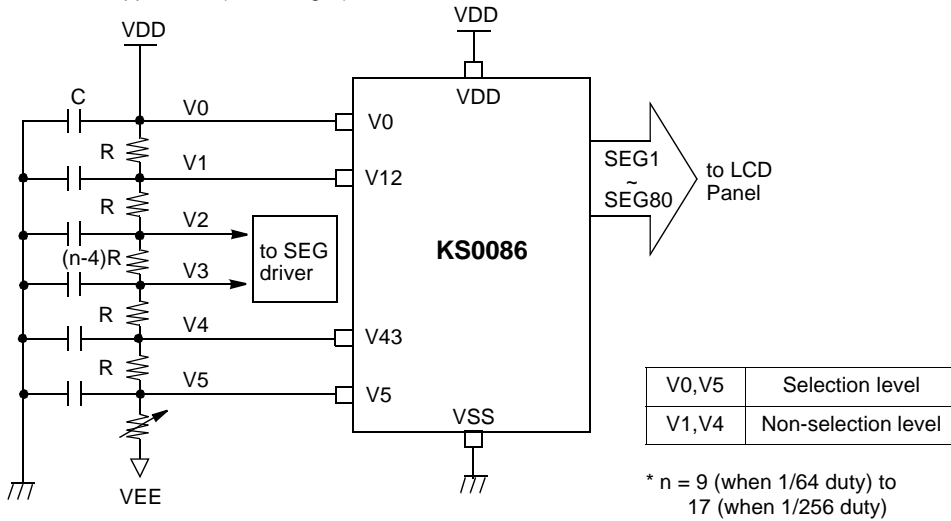 VDD
VDD
C
V0
V0
VDD
R
V1
V12
SEG1
~
SEG80
to LCD
Panel
R
V2
to SEG
driver
KS0086
(n-4)R
V3
R
V4
V43
R
V5
V5
VSS
VEE
V0,V5 Selection level
V1,V4 Non-selection level
* n = 9 (when 1/64 duty) to
17 (when 1/256 duty)